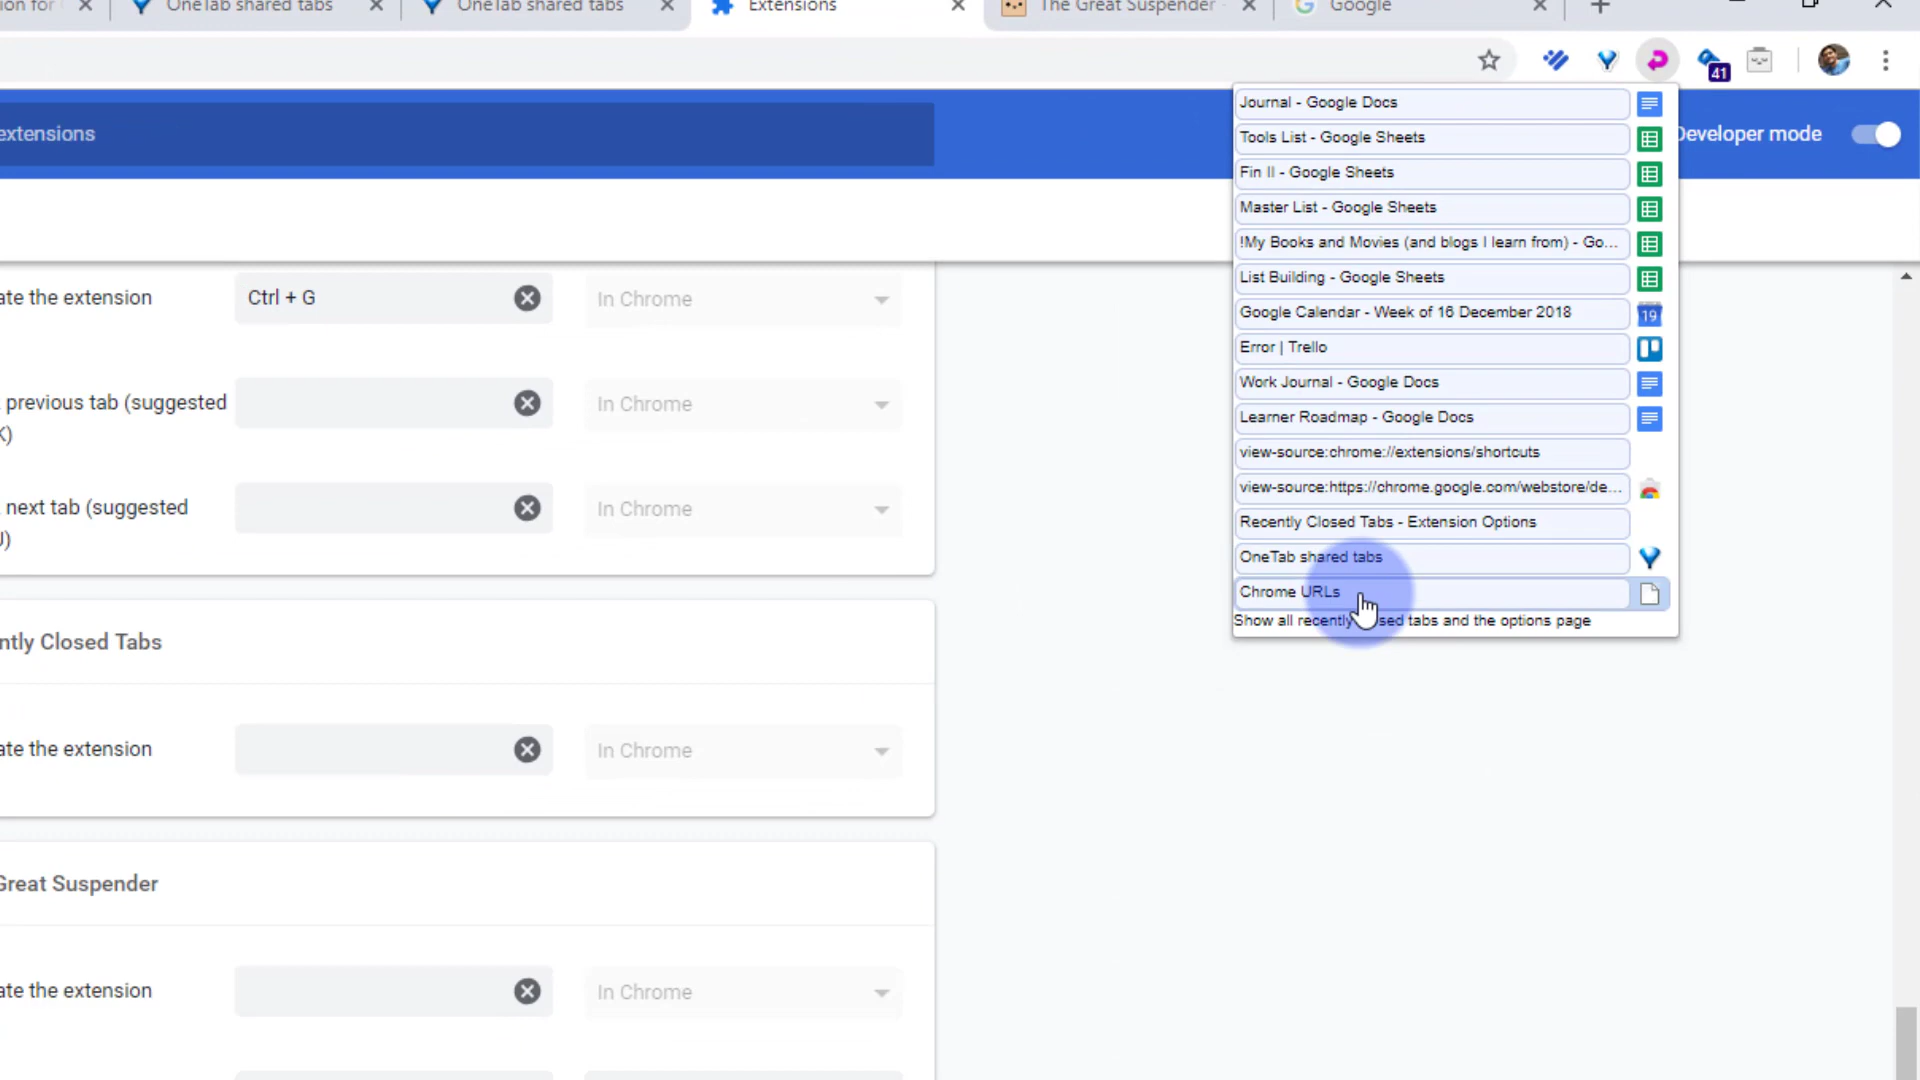 ion for
OneTab shared tabs
OneTab shared tabs
Extensions
The Great Suspender
Google
41
extensions
Developer mode
Journal - Google Docs
Tools List - Google Sheets
Fin II - Google Sheets
Master List - Google Sheets
!My Books and Movies (and blogs I learn from) - Go...
List Building - Google Sheets
Google Calendar - Week of 16 December 2018
19
Error | Trello
Work Journal - Google Docs
Learner Roadmap - Google Docs
view-source:chrome://extensions/shortcuts
view-source:https://chrome.google.com/webstore/de...
Recently Closed Tabs - Extension Options
OneTab shared tabs
Chrome URLs
Show all recently closed tabs and the options page
ate the extension
Ctrl + G
In Chrome
previous tab (suggested
K)
In Chrome
next tab (suggested
J)
In Chrome
ntly Closed Tabs
ate the extension
In Chrome
Great Suspender
ate the extension
In Chrome